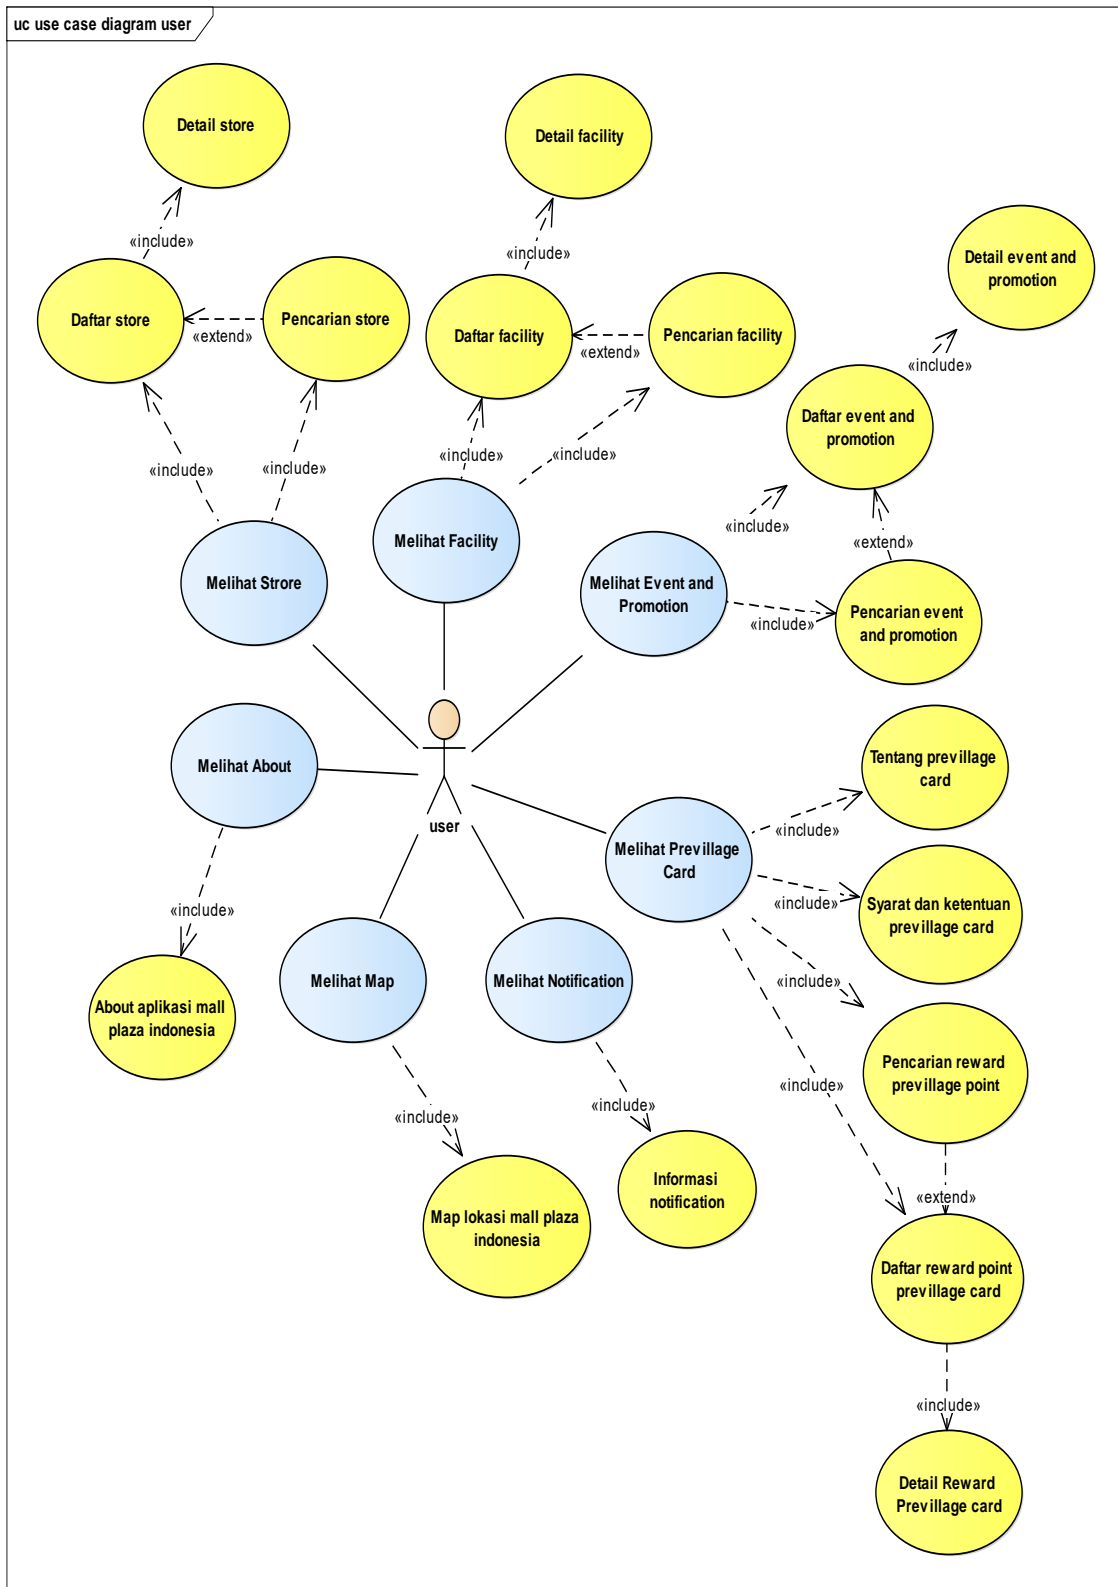 uc use case diagram user
Detail store
Detail facility
Detail event and
promotion
«include»
«include»
Daftar store
Pencarian store
«extend»
Daftar facility
Pencarian facility
«extend»
«include»
Daftar event and
promotion
«include»
«include»
«include»
«include»
«include»
«extend»
Melihat Strore
Melihat Facility
Melihat Event and
Promotion
Pencarian event
and promotion
«include»
Melihat About
user
Tentang previllage
card
«include»
Melihat Previllage
Card
Syarat dan ketentuan
previllage card
«include»
«include»
Melihat Map
Melihat Notification
«include»
About aplikasi mall
plaza indonesia
Pencarian reward
previllage point
«include»
«include»
«include»
Informasi
notification
«extend»
Map lokasi mall plaza
indonesia
Daftar reward point
previllage card
«include»
Detail Reward
Previllage card